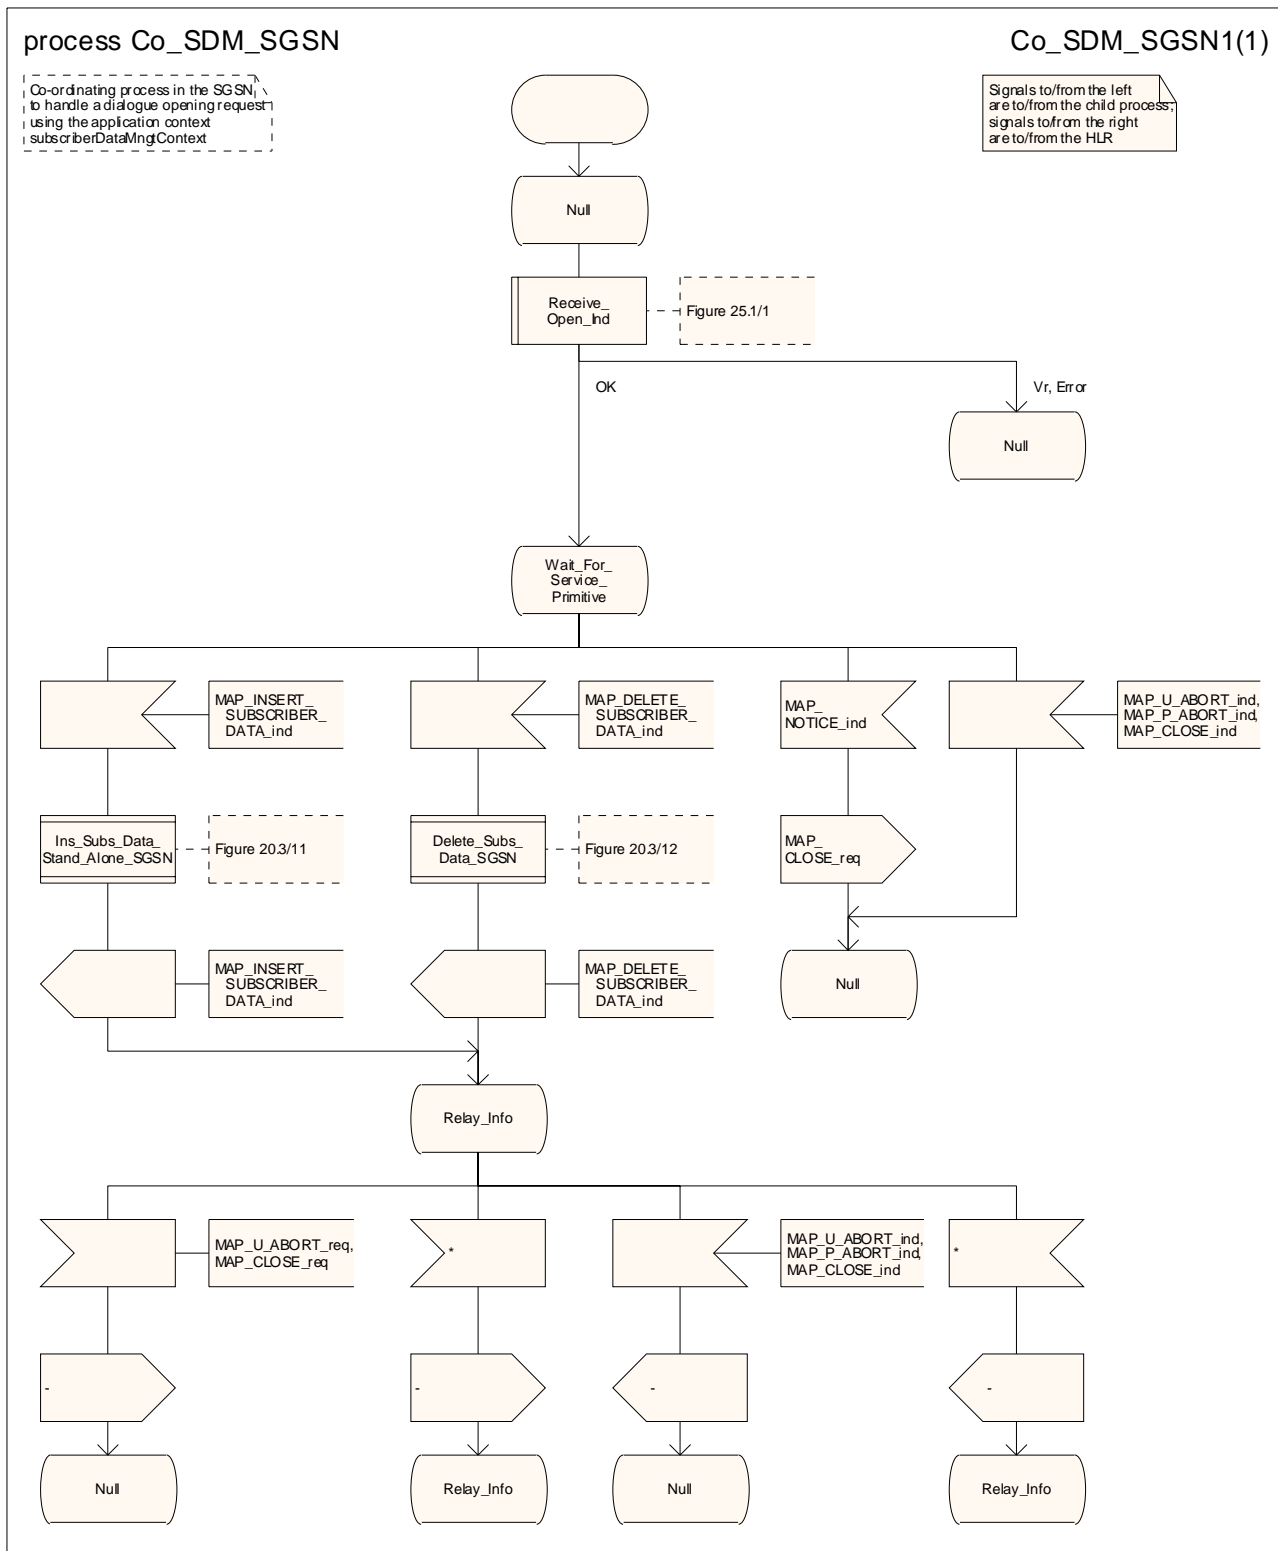 process Co_SDM_SGSN
Co_SDM_SGSN1(1)
Co-ordinating process in the SGSN
to handle a dialogue opening request
using the application context
subscriberDataMngtContext
Signals to/from the left
are to/from the child process;
signals to/from the right
are to/from the HLR
Null
Receive_
Open_Ind
Figure 25.1/1
OK
Vr, Error
Null
Wait_For_
Service_
Primitive
MAP_INSERT_
SUBSCRIBER_
DATA_ind
MAP_DELETE_
SUBSCRIBER_
DATA_ind
MAP_
NOTICE_ind
MAP_U_ABORT_ind,
MAP_P_ABORT_ind,
MAP_CLOSE_ind
Ins_Subs_Data_
Stand_Alone_SGSN
Figure 20.3/11
Delete_Subs_
Data_SGSN
Figure 20.3/12
MAP_
CLOSE_req
MAP_INSERT_
SUBSCRIBER_
DATA_ind
MAP_DELETE_
SUBSCRIBER_
DATA_ind
Null
Relay_Info
MAP_U_ABORT_req,
MAP_CLOSE_req
*
MAP_U_ABORT_ind,
MAP_P_ABORT_ind,
MAP_CLOSE_ind
*
-
-
-
-
Null
Relay_Info
Null
Relay_Info